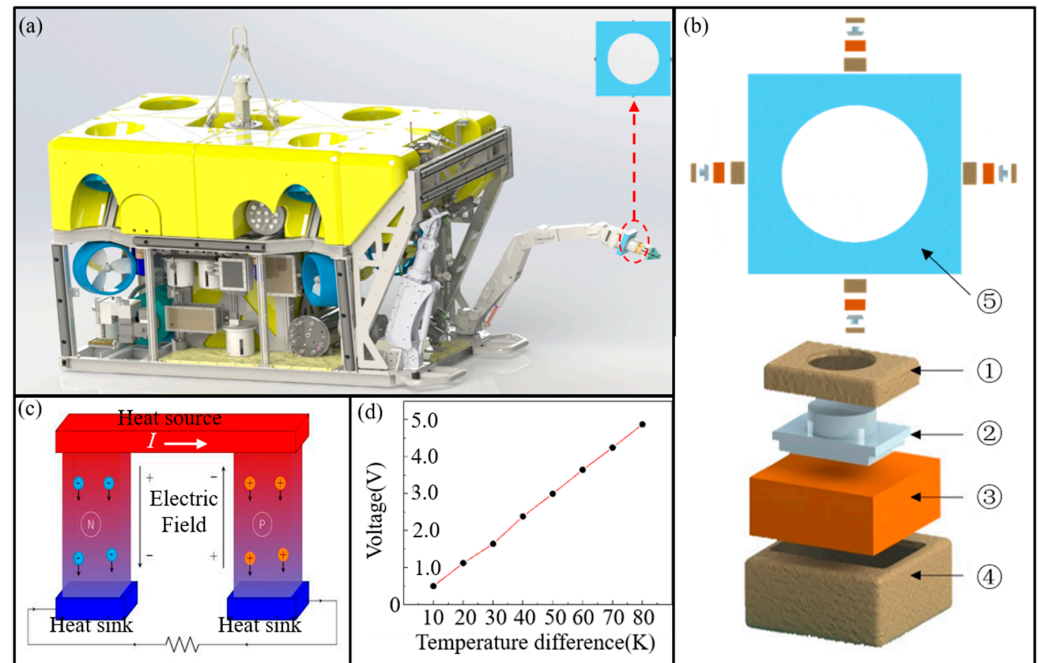 (a)
(b)
⑤
①
②
③
④
(c)
Heat source
I
+ −
Electric
Field
− +
N
P
Heat sink
Heat sink
(d)
Voltage(V)
5.0
4.0
3.0
2.0
1.0
0
10 20 30 40 50 60 70 80
Temperature difference(K)